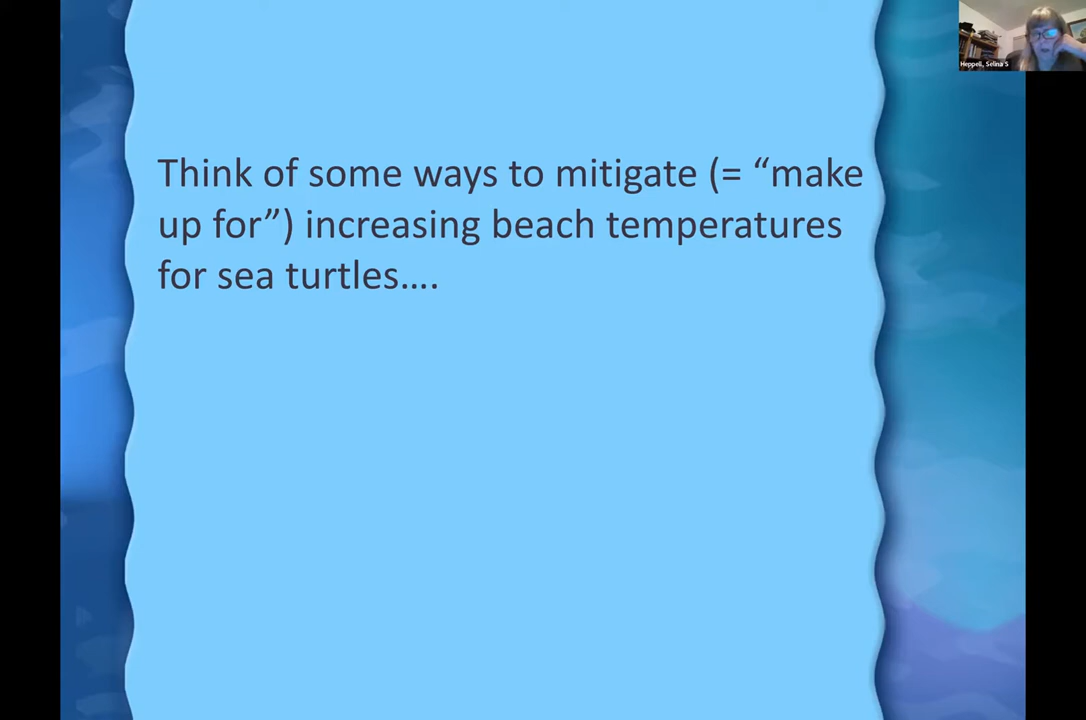 Heppell, Selina S
Think of some ways to mitigate (= “make
up for”) increasing beach temperatures
for sea turtles….